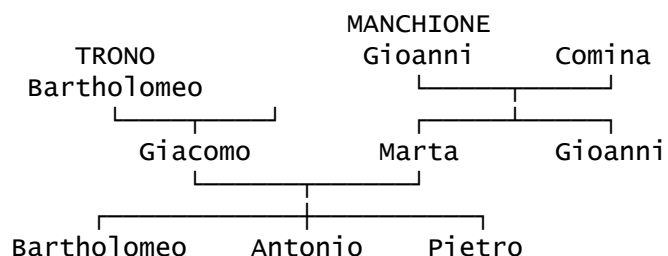 MANCHIONE
TRONO Gioanni Comina
Bartholomeo
Giacomo Marta Gioanni
Bartholomeo Antonio Pietro